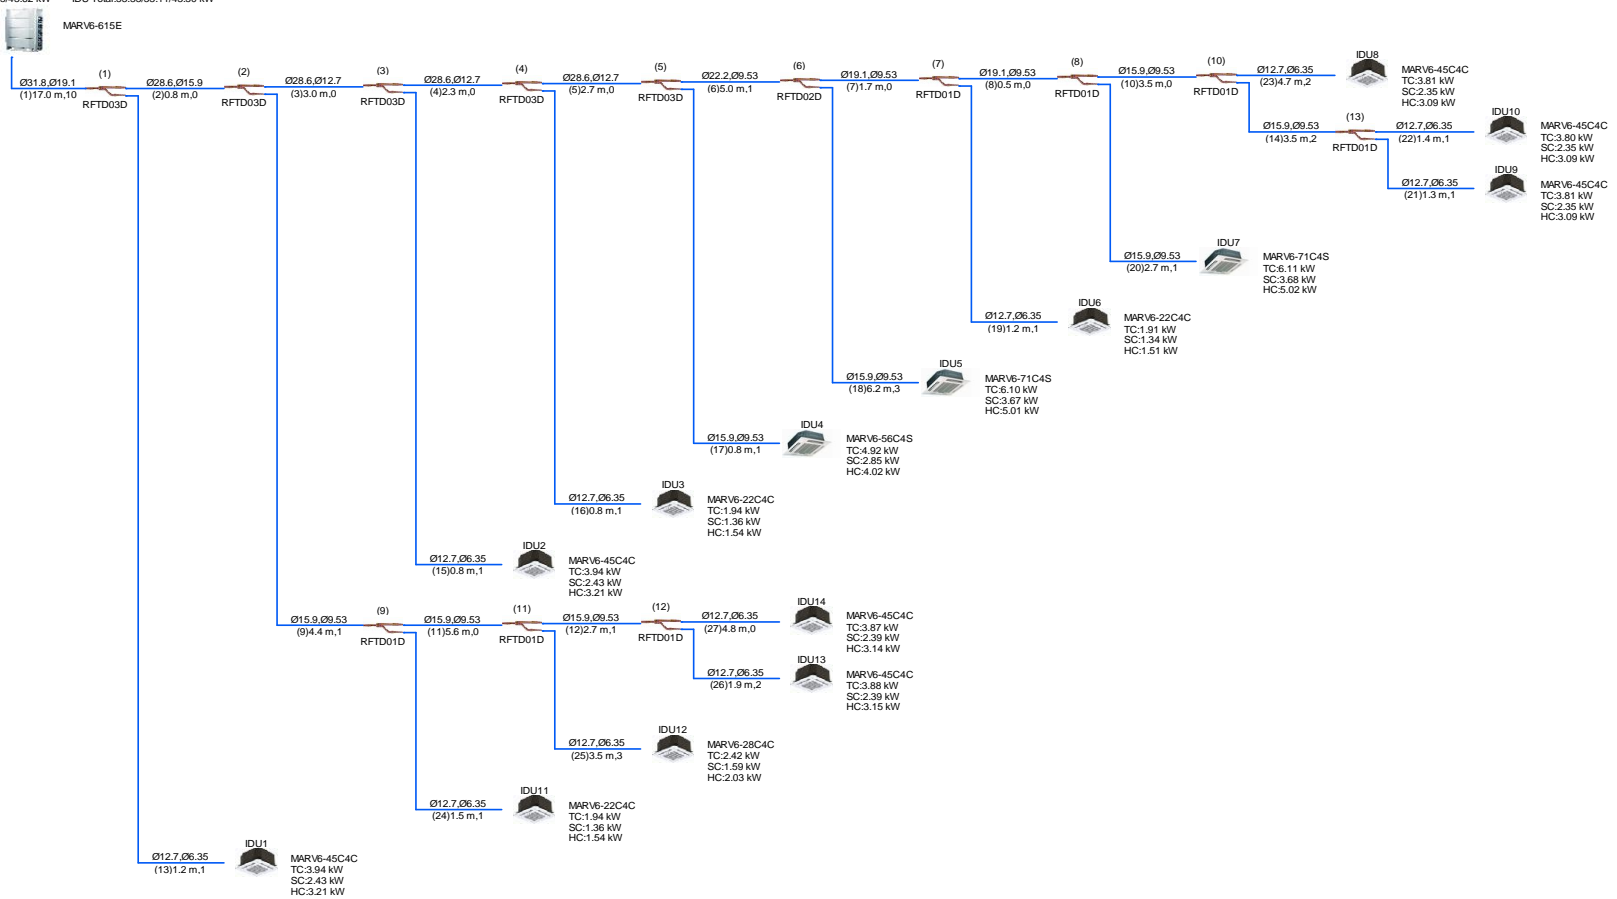 MARV6-615E
Ø31.8,Ø19.1
(1)17.0 m,10
(1)
RFTD03D
Ø28.6,Ø15.9
(2)0.8 m,0
(2)
RFTD03D
Ø28.6,Ø12.7
(3)3.0 m,0
(3)
RFTD03D
Ø28.6,Ø12.7
(4)2.3 m,0
(4)
RFTD03D
Ø28.6,Ø12.7
(5)2.7 m,0
(5)
RFTD03D
Ø22.2,Ø9.53
(6)5.0 m,1
(6)
RFTD02D
Ø19.1,Ø9.53
(7)1.7 m,0
(7)
RFTD01D
Ø19.1,Ø9.53
(8)0.5 m,0
(8)
RFTD01D
Ø15.9,Ø9.53
(10)3.5 m,0
(10)
RFTD01D
Ø12.7,Ø6.35
(23)4.7 m,2
IDU8
MARV6-45C4C
TC:3.81 kW
SC:2.35 kW
HC:3.09 kW
Ø15.9,Ø9.53
(14)3.5 m,2
(13)
RFTD01D
Ø12.7,Ø6.35
(22)1.4 m,1
IDU10
MARV6-45C4C
TC:3.80 kW
SC:2.35 kW
HC:3.09 kW
Ø12.7,Ø6.35
(21)1.3 m,1
IDU9
MARV6-45C4C
TC:3.81 kW
SC:2.35 kW
HC:3.09 kW
Ø15.9,Ø9.53
(20)2.7 m,1
IDU7
MARV6-71C4S
TC:6.11 kW
SC:3.68 kW
HC:5.02 kW
Ø12.7,Ø6.35
(19)1.2 m,1
IDU6
MARV6-22C4C
TC:1.91 kW
SC:1.34 kW
HC:1.51 kW
Ø15.9,Ø9.53
(18)6.2 m,3
IDU5
MARV6-71C4S
TC:6.10 kW
SC:3.67 kW
HC:5.01 kW
Ø15.9,Ø9.53
(17)0.8 m,1
IDU4
MARV6-56C4S
TC:4.92 kW
SC:2.85 kW
HC:4.02 kW
Ø12.7,Ø6.35
(16)0.8 m,1
IDU3
MARV6-22C4C
TC:1.94 kW
SC:1.36 kW
HC:1.54 kW
Ø12.7,Ø6.35
(15)0.8 m,1
IDU2
MARV6-45C4C
TC:3.94 kW
SC:2.43 kW
HC:3.21 kW
Ø15.9,Ø9.53
(9)4.4 m,1
(9)
RFTD01D
Ø15.9,Ø9.53
(11)5.6 m,0
(11)
RFTD01D
Ø15.9,Ø9.53
(12)2.7 m,1
(12)
RFTD01D
Ø12.7,Ø6.35
(27)4.8 m,0
IDU14
MARV6-45C4C
TC:3.87 kW
SC:2.39 kW
HC:3.14 kW
Ø12.7,Ø6.35
(26)1.9 m,2
IDU13
MARV6-45C4C
TC:3.88 kW
SC:2.39 kW
HC:3.15 kW
Ø12.7,Ø6.35
(25)3.5 m,3
IDU12
MARV6-28C4C
TC:2.42 kW
SC:1.59 kW
HC:2.03 kW
Ø12.7,Ø6.35
(24)1.5 m,1
IDU11
MARV6-22C4C
TC:1.94 kW
SC:1.36 kW
HC:1.54 kW
Ø12.7,Ø6.35
(13)1.2 m,1
IDU1
MARV6-45C4C
TC:3.94 kW
SC:2.43 kW
HC:3.21 kW